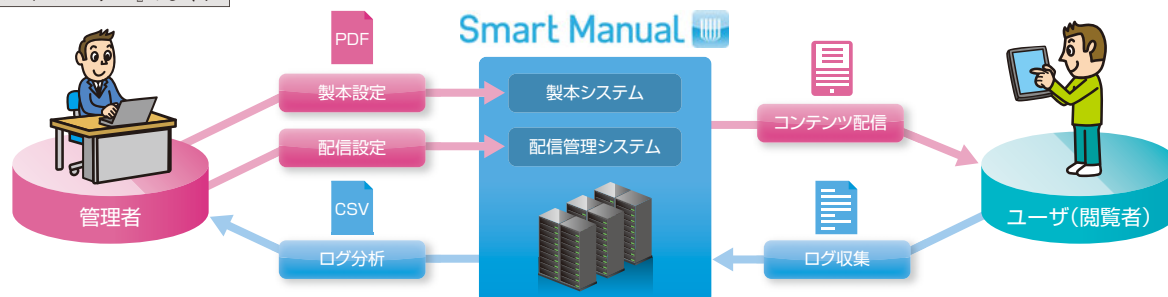 Smart Manual
PDF
製本設定
製本システム
コンテンツ配信
配信設定
配信管理システム
管理者
CSV
ユーザ(閲覧者)
ログ分析
ログ収集